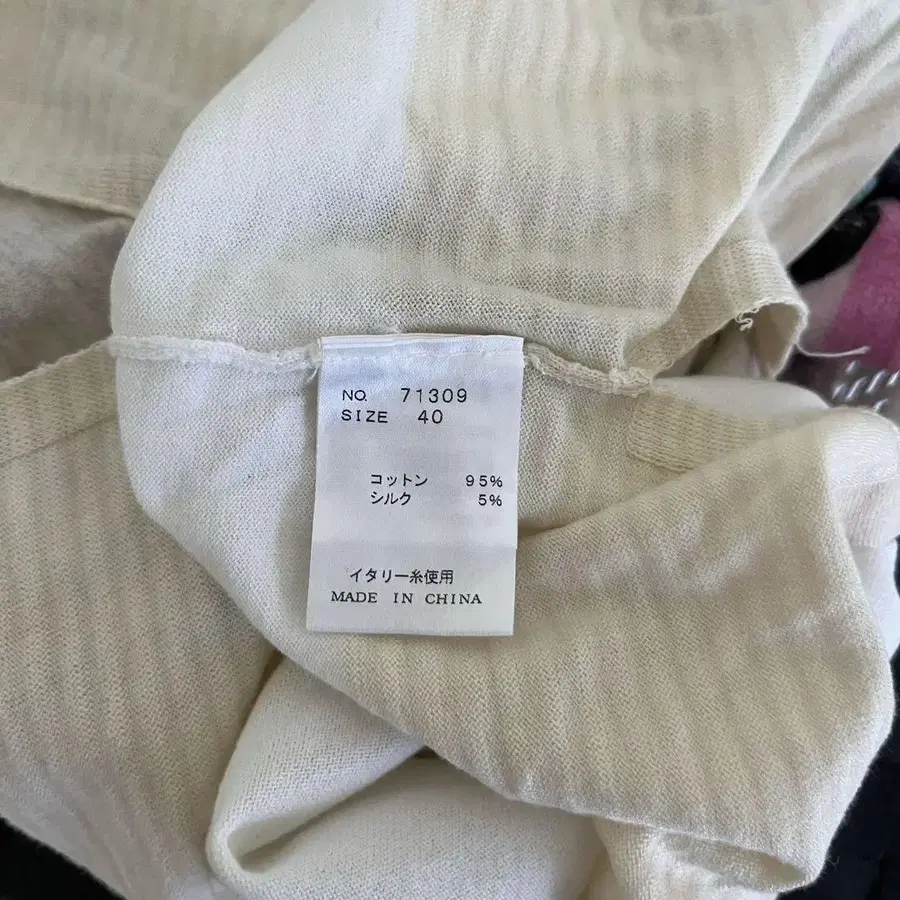 NO. 71309
SIZE 40
コットン 95%
シルク 5%
イタリー糸使用
MADE IN CHINA